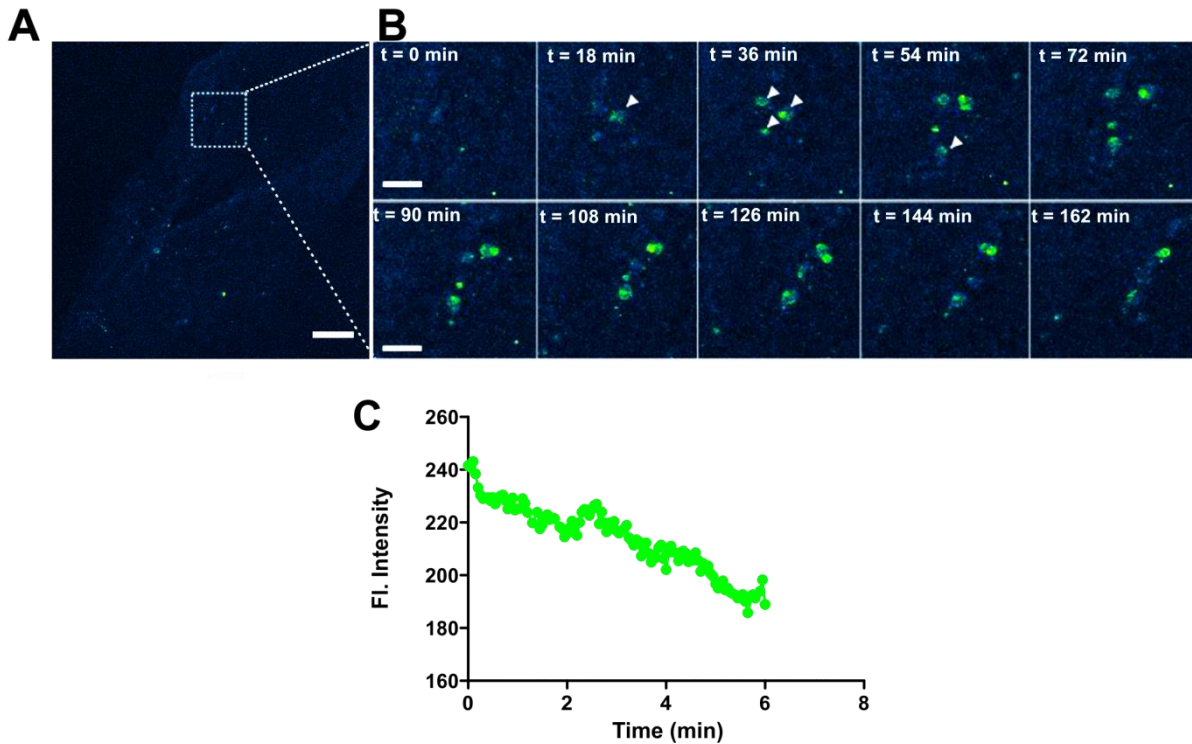 A
B
t = 0 min
t = 18 min
t = 36 min
t = 54 min
t = 72 min
t = 90 min
t = 108 min
t = 126 min
t = 144 min
t = 162 min
C
260
240
220
200
180
160
Fl. Intensity
0
2
4
6
8
Time (min)